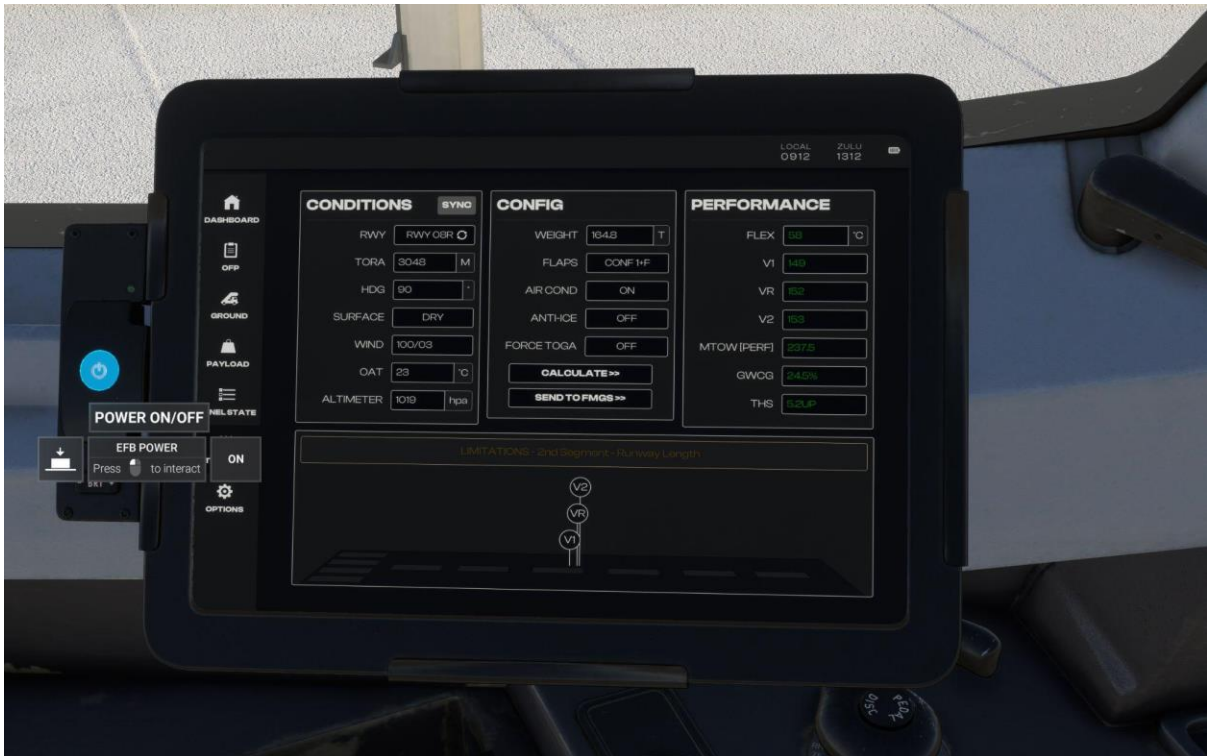 LOCAL ZULU
0912 1312
DASHBOARD
OFP
GROUND
PAYLOAD
NEL STATE
OPTIONS
POWER ON/OFF
EFB POWER
Press to interact
ON
CONDITIONS SYNC
RWY RWY 08R
TORA 3048 M
HDG 90 °
SURFACE DRY
WIND 100/03
OAT 23 °C
ALTIMETER 1019 hpa
CONFIG
WEIGHT 164.8 T
FLAPS CONF 1+F
AIR COND ON
ANTI-ICE OFF
FORCE TOGA OFF
CALCULATE >>
SEND TO FMGS >>
PERFORMANCE
FLEX 58 °C
V1 149
VR 152
V2 153
MTOW [PERF] 237.5
GWCG 24.5%
THS 5.2UP
LIMITATIONS - 2nd Segment - Runway Length
V2
VR
V1
PEDAL
DISC